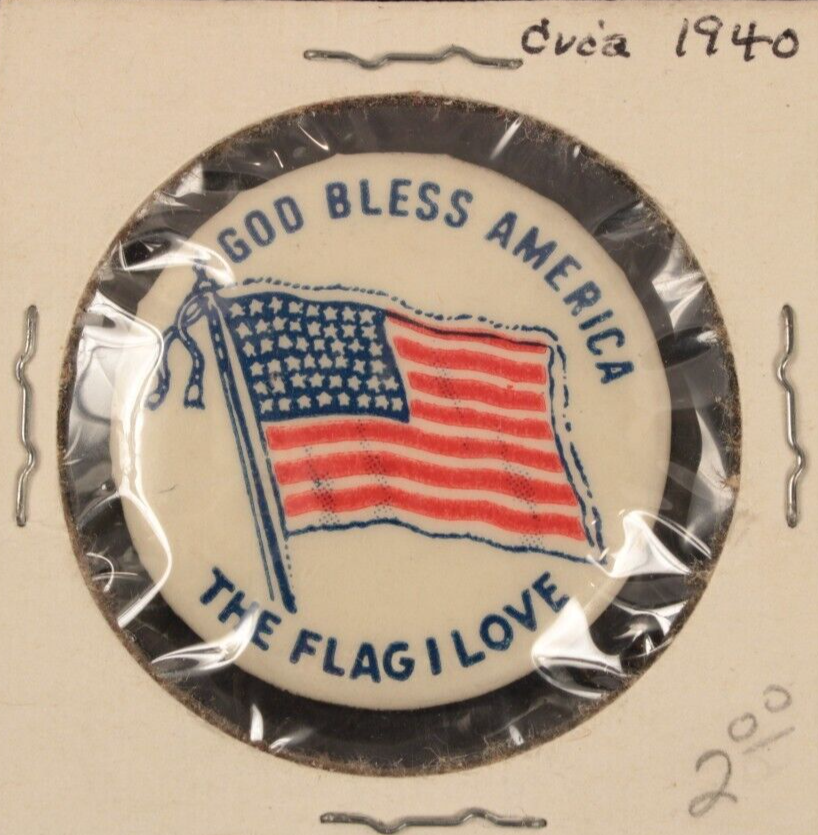 Circa 1940
GOD BLESS AMERICA
THE FLAG I LOVE
2.00